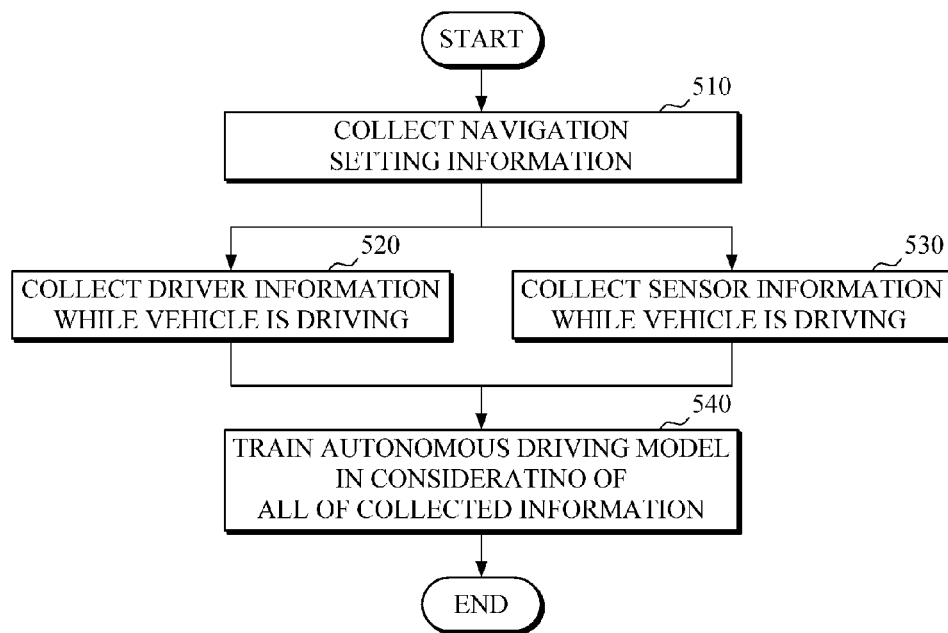 START
510
COLLECT NAVIGATION
SETTING INFORMATION
520
COLLECT DRIVER INFORMATION
WHILE VEHICLE IS DRIVING
530
COLLECT SENSOR INFORMATION
WHILE VEHICLE IS DRIVING
540
TRAIN AUTONOMOUS DRIVING MODEL
IN CONSIDERATINO OF
ALL OF COLLECTED INFORMATION
END